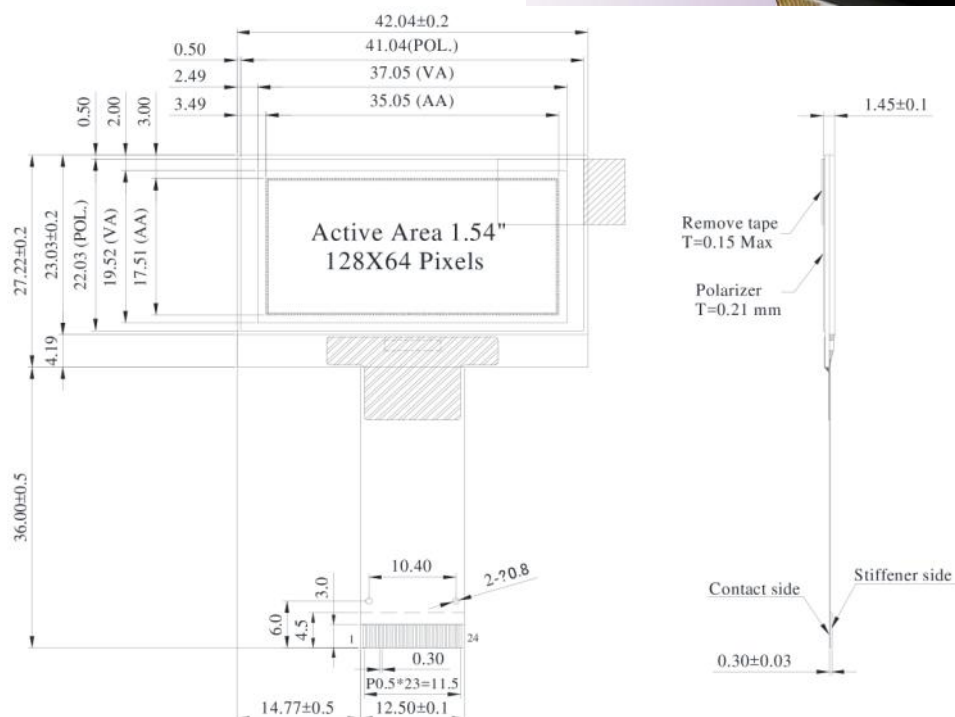 42.04±0.2
0.50
41.04(POL.)
2.49
37.05 (VA)
3.49
35.05 (AA)
0.50
2.00
3.00
1.45±0.1
27.22±0.2
23.03±0.2
22.03 (POL.)
19.52 (VA)
17.51 (AA)
Active Area 1.54"
128X64 Pixels
Remove tape
T=0.15 Max
Polarizer
T=0.21 mm
4.19
36.00±0.5
10.40
2-?0.8
3.0
6.0
4.5
1
24
Contact side
Stiffener side
0.30
0.30±0.03
P0.5*23=11.5
14.77±0.5
12.50±0.1